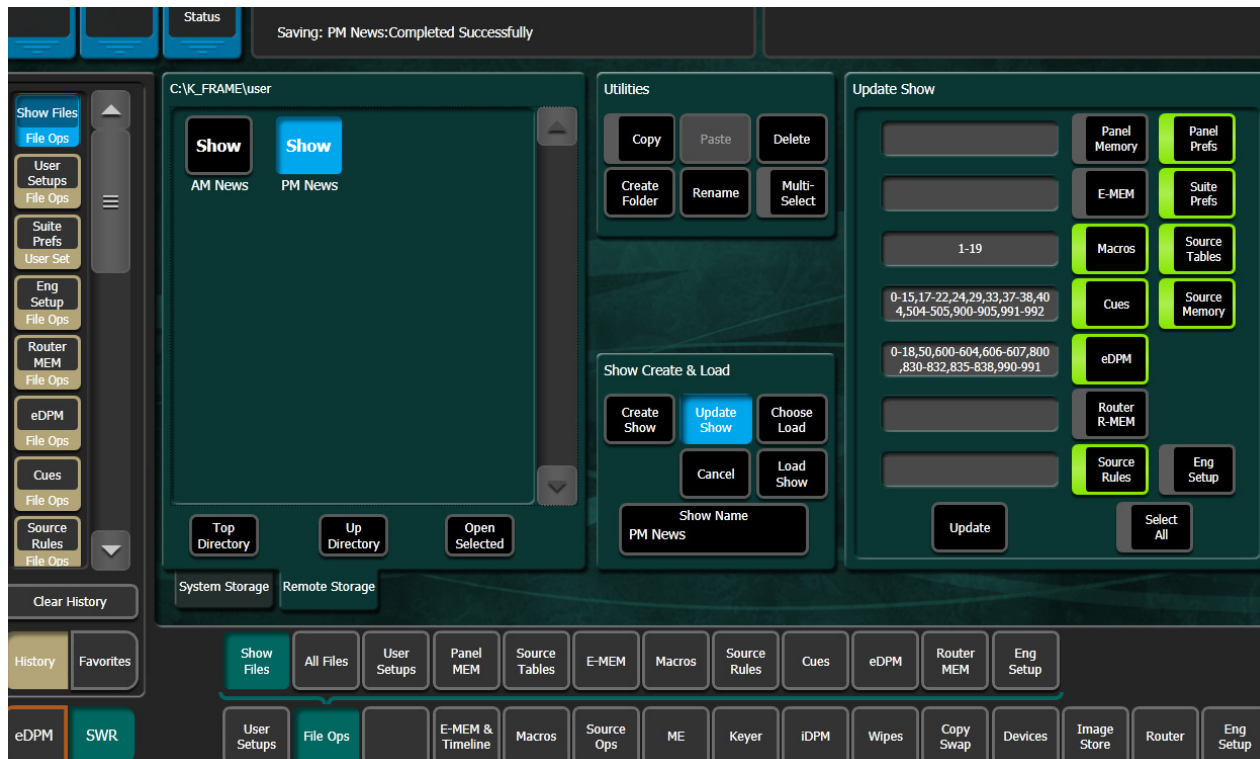 Status
Saving: PM News:Completed Successfully
Show Files
File Ops
User
Setups
File Ops
Suite
Prefs
User Set
Eng
Setup
File Ops
Router
MEM
File Ops
eDPM
File Ops
Cues
File Ops
Source
Rules
File Ops
Clear History
History
Favorites
eDPM
SWR
C:\K_FRAME\user
Show
AM News
Show
PM News
Top
Directory
Up
Directory
Open
Selected
System Storage
Remote Storage
Utilities
Copy
Paste
Delete
Create
Folder
Rename
Multi-
Select
Show Create & Load
Create
Show
Update
Show
Choose
Load
Cancel
Load
Show
Show Name
PM News
Update Show
Panel
Memory
Panel
Prefs
E-MEM
Suite
Prefs
1-19
Macros
Source
Tables
0-15,17-22,24,29,33,37-38,40
4,504-505,900-905,991-992
Cues
Source
Memory
0-18,50,600-604,606-607,800
,830-832,835-838,990-991
eDPM
Router
R-MEM
Source
Rules
Eng
Setup
Update
Select
All
Show
Files
All Files
User
Setups
Panel
MEM
Source
Tables
E-MEM
Macros
Source
Rules
Cues
eDPM
Router
MEM
Eng
Setup
User
Setups
File Ops
E-MEM &
Timeline
Macros
Source
Ops
ME
Keyer
iDPM
Wipes
Copy
Swap
Devices
Image
Store
Router
Eng
Setup